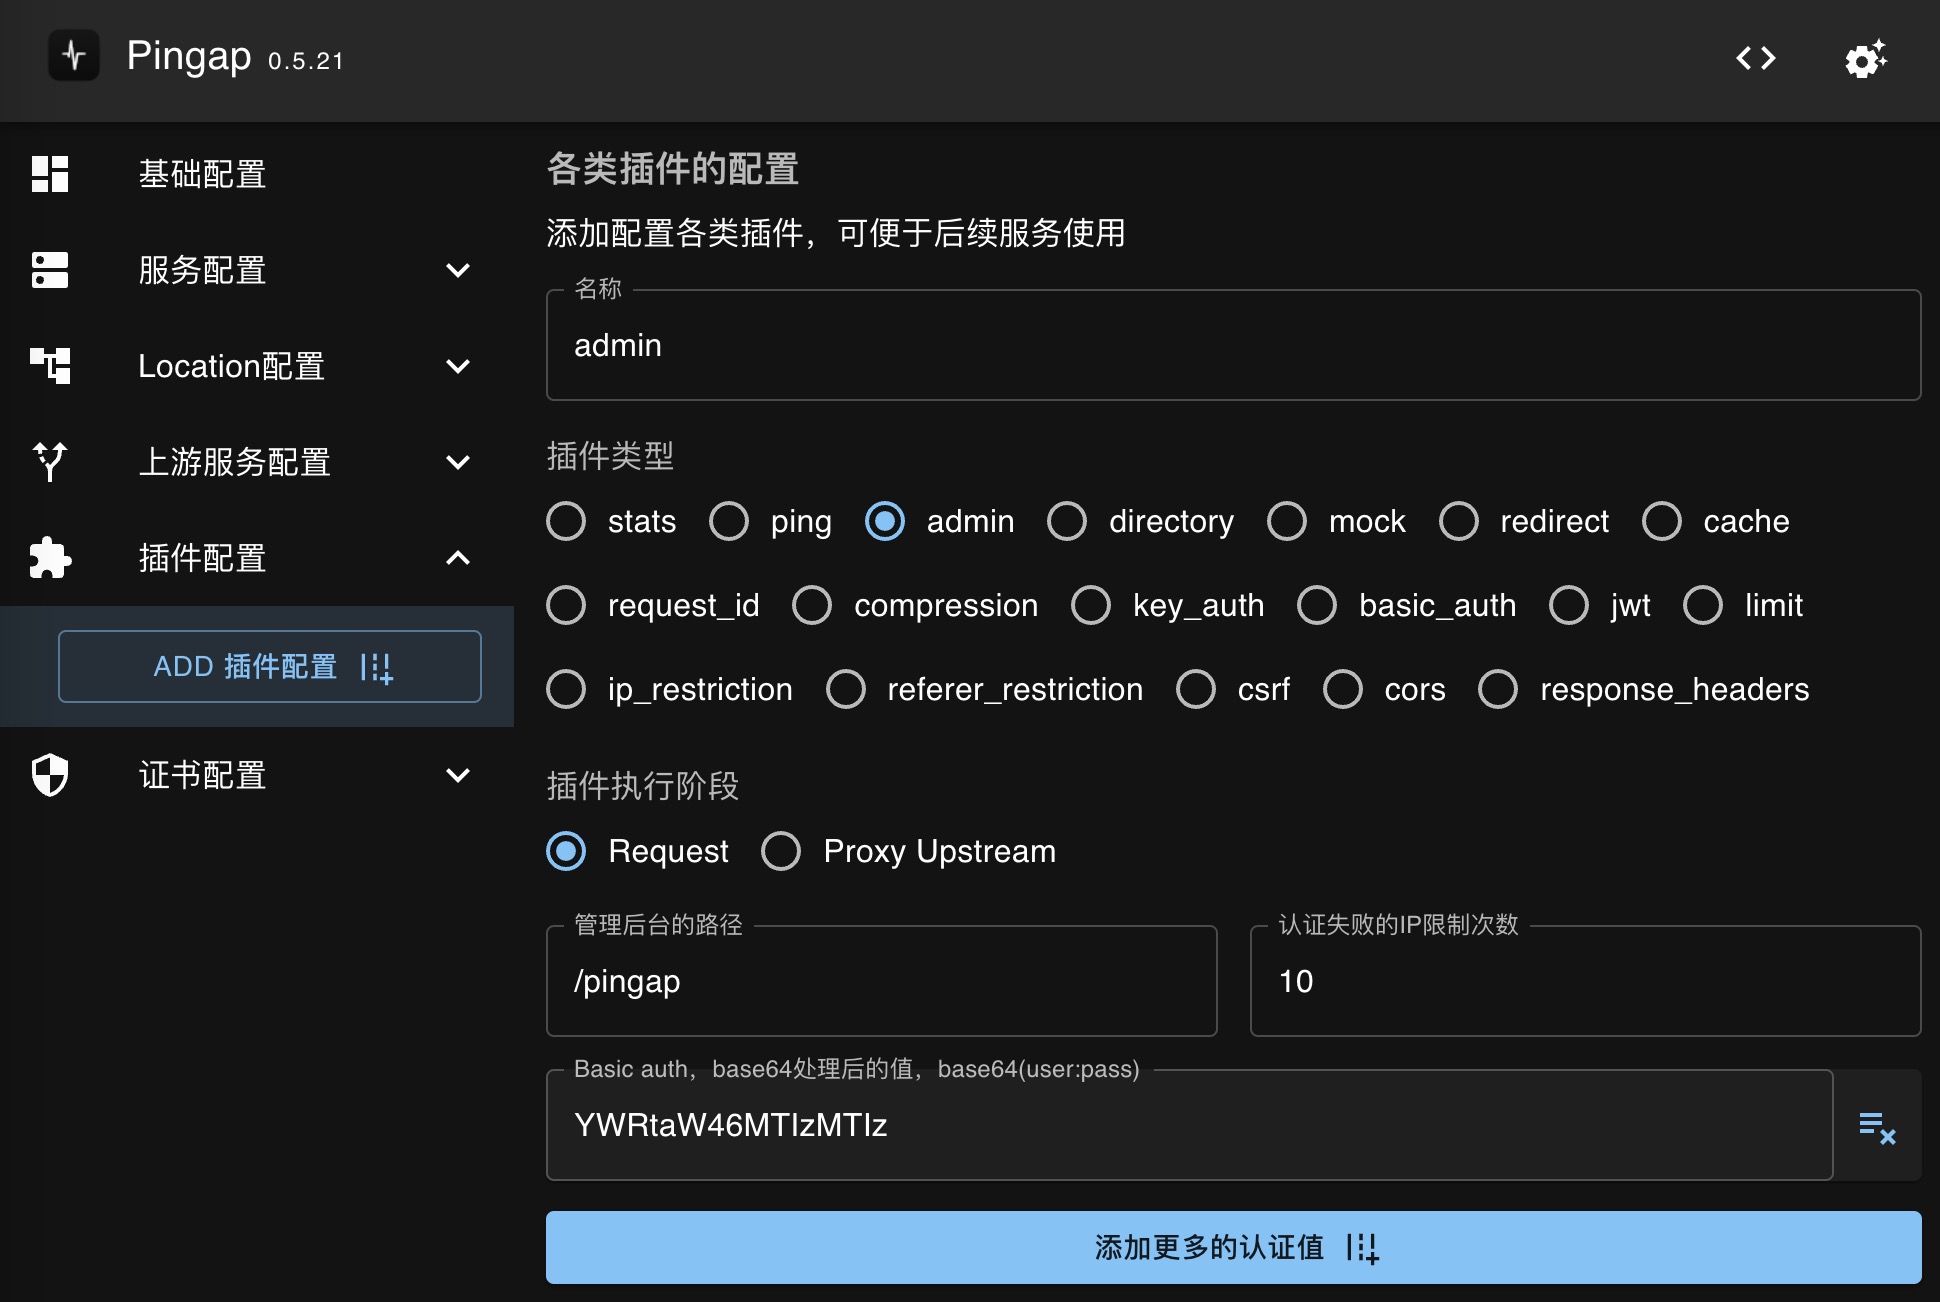 Pingap 0.5.21
基础配置
服务配置
Location配置
上游服务配置
插件配置
ADD 插件配置
证书配置
各类插件的配置
添加配置各类插件，可便于后续服务使用
名称
admin
插件类型
stats ping admin directory mock redirect cache
request_id compression key_auth basic_auth jwt limit
ip_restriction referer_restriction csrf cors response_headers
插件执行阶段
Request Proxy Upstream
管理后台的路径 认证失败的IP限制次数
/pingap 10
Basic auth，base64处理后的值，base64(user:pass)
YWRtaW46MTIzMTIz
添加更多的认证值